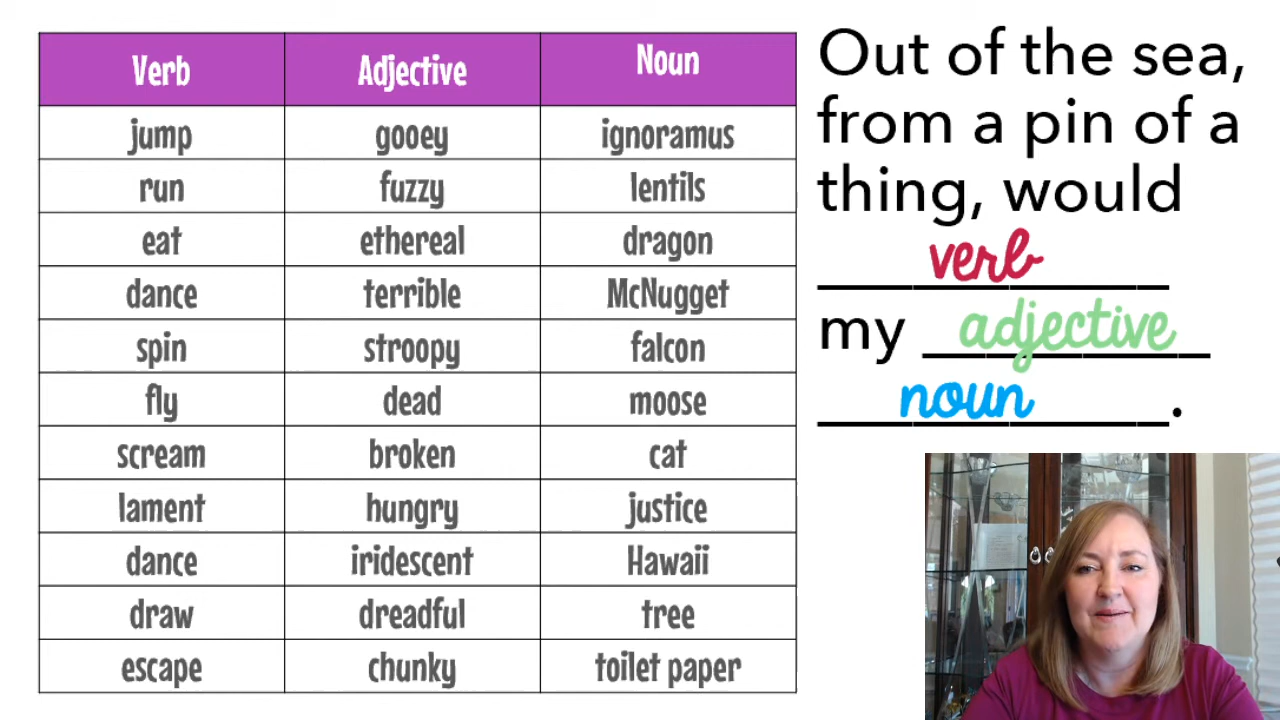 Verb Adjective Noun
jump gooey ignoramus
run fuzzy lentils
eat ethereal dragon
dance terrible McNugget
spin stroopy falcon
fly dead moose
scream broken cat
lament hungry justice
dance iridescent Hawaii
draw dreadful tree
escape chunky toilet paper
Out of the sea,
from a pin of a
thing, would
verb
my adjective
noun.